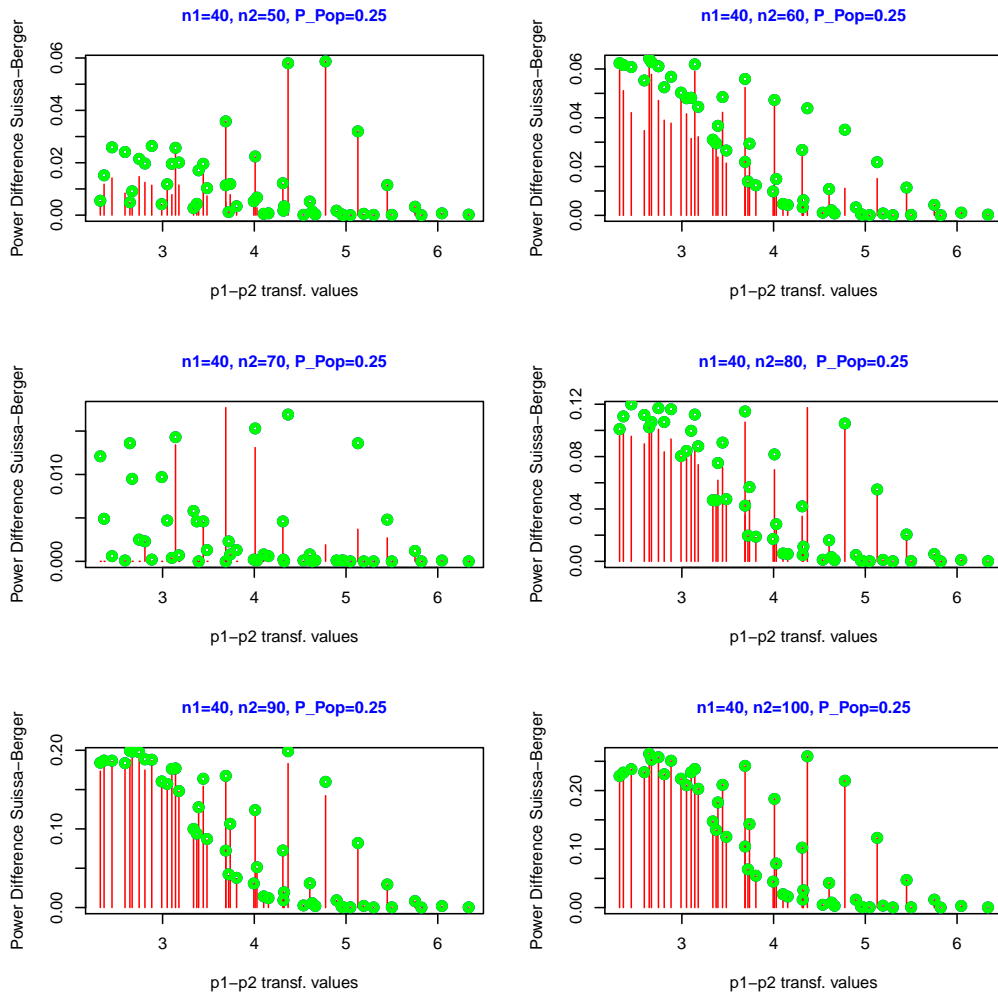 n1=40, n2=50, P_Pop=0.25
Power Difference Suissa−Berger
0.00 0.02 0.04 0.06
3 4 5 6
p1−p2 transf. values
n1=40, n2=60, P_Pop=0.25
Power Difference Suissa−Berger
0.00 0.02 0.04 0.06
3 4 5 6
p1−p2 transf. values
n1=40, n2=70, P_Pop=0.25
Power Difference Suissa−Berger
0.000 0.010
3 4 5 6
p1−p2 transf. values
n1=40, n2=80, P_Pop=0.25
Power Difference Suissa−Berger
0.00 0.04 0.08 0.12
3 4 5 6
p1−p2 transf. values
n1=40, n2=90, P_Pop=0.25
Power Difference Suissa−Berger
0.00 0.10 0.20
3 4 5 6
p1−p2 transf. values
n1=40, n2=100, P_Pop=0.25
Power Difference Suissa−Berger
0.00 0.10 0.20
3 4 5 6
p1−p2 transf. values